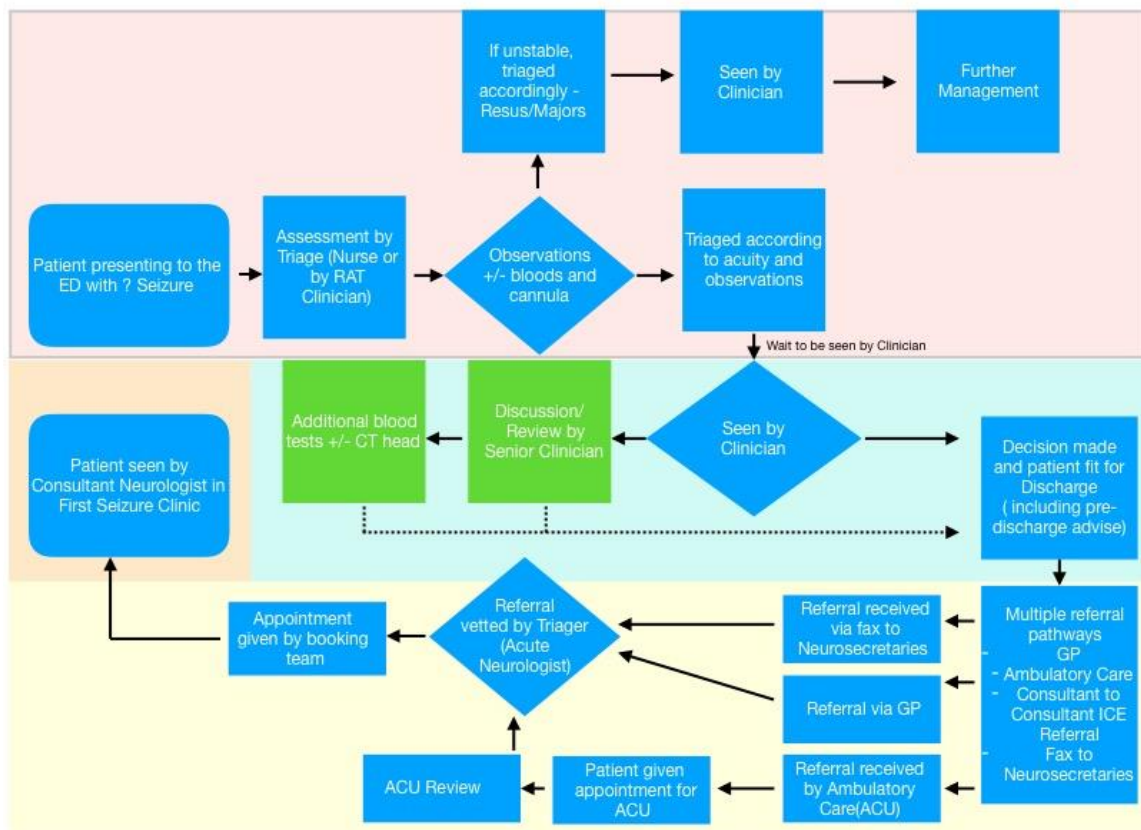 If unstable,
triaged
accordingly -
Resus/Majors
Seen by
Clinician
Further
Management
Patient presenting to the
ED with ? Seizure
Assessment by
Triage (Nurse or
by RAT
Clinician)
Observations
+/- bloods and
cannula
Triaged according
to acuity and
observations
Wait to be seen by Clinician
Patient seen by
Consultant Neurologist in
First Seizure Clinic
Additional blood
tests +/- CT head
Discussion/
Review by
Senior Clinician
Seen by
Clinician
Decision made
and patient fit for
Discharge
( including pre-
discharge advise)
Appointment
given by booking
team
Referral
vetted by Triager
(Acute
Neurologist)
Referral received
via fax to
Neurosecretaries
Referral via GP
Multiple referral
pathways
- GP
- Ambulatory Care
- Consultant to
Consultant ICE
Referral
- Fax to
Neurosecretaries
ACU Review
Patient given
appointment for
ACU
Referral received
by Ambulatory
Care(ACU)